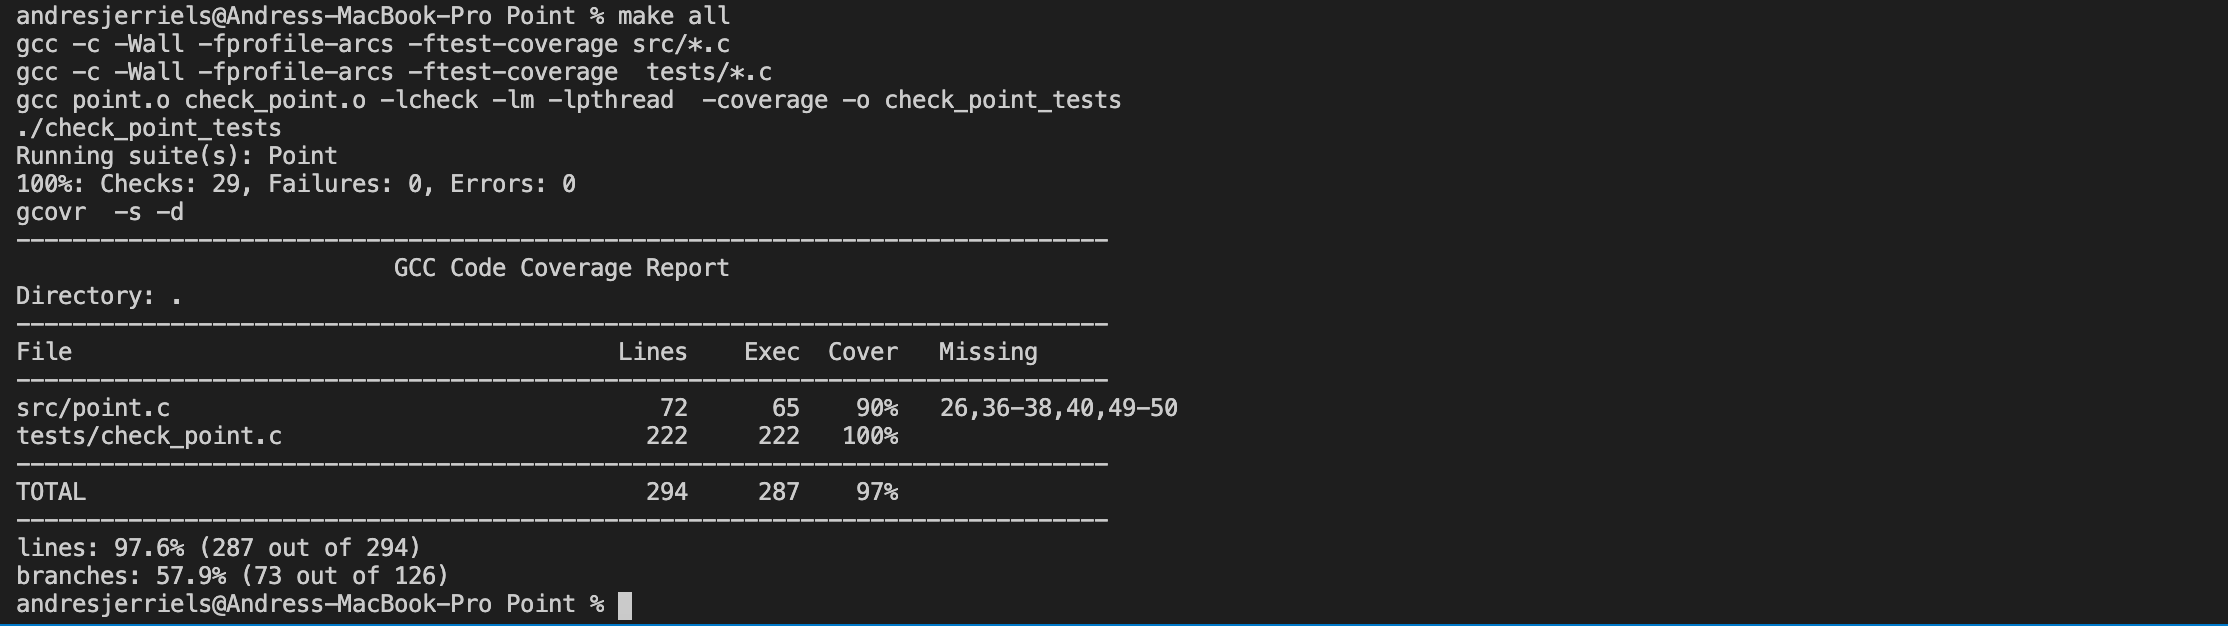 andresjerriels@Andress-MacBook-Pro Point % make all
gcc -c -Wall -fprofile-arcs -ftest-coverage src/*.c
gcc -c -Wall -fprofile-arcs -ftest-coverage  tests/*.c
gcc point.o check_point.o -lcheck -lm -lpthread  -coverage -o check_point_tests
./check_point_tests
Running suite(s): Point
100%: Checks: 29, Failures: 0, Errors: 0
gcovr  -s -d
------------------------------------------------------------------------------
                           GCC Code Coverage Report
Directory: .
------------------------------------------------------------------------------
File                                       Lines    Exec  Cover   Missing
------------------------------------------------------------------------------
src/point.c                                   72      65    90%   26,36-38,40,49-50
tests/check_point.c                          222     222   100%
------------------------------------------------------------------------------
TOTAL                                        294     287    97%
------------------------------------------------------------------------------
lines: 97.6% (287 out of 294)
branches: 57.9% (73 out of 126)
andresjerriels@Andress-MacBook-Pro Point %